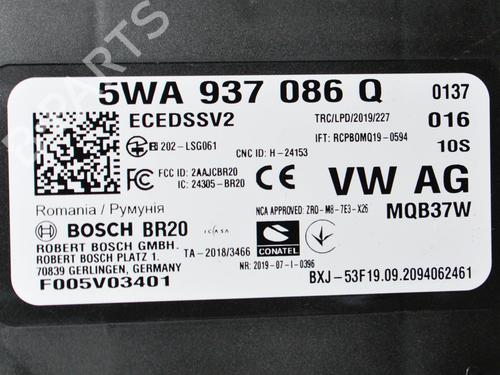 5WA 937 086 Q 0137
ECEDSSV2 TRC/LPD/2019/227 016
202-LSG061 IFT: RCPBOMQ19-0594 10S
CNC ID: H-24153
FCC ID: 2AAJCBR20
IC: 24305-BR20
CE VW AG
Romania / Румунія NCA APPROVED: ZRO-M8-7E3-X26 MQB37W
BOSCH BR20 ICASA
ROBERT BOSCH GMBH. TA-2018/3466 CONATEL
ROBERT BOSCH PLATZ 1.
70839 GERLINGEN, GERMANY NR: 2019-07-I-0396
F005V03401 BXJ-53F19.09.2094062461
PARTS